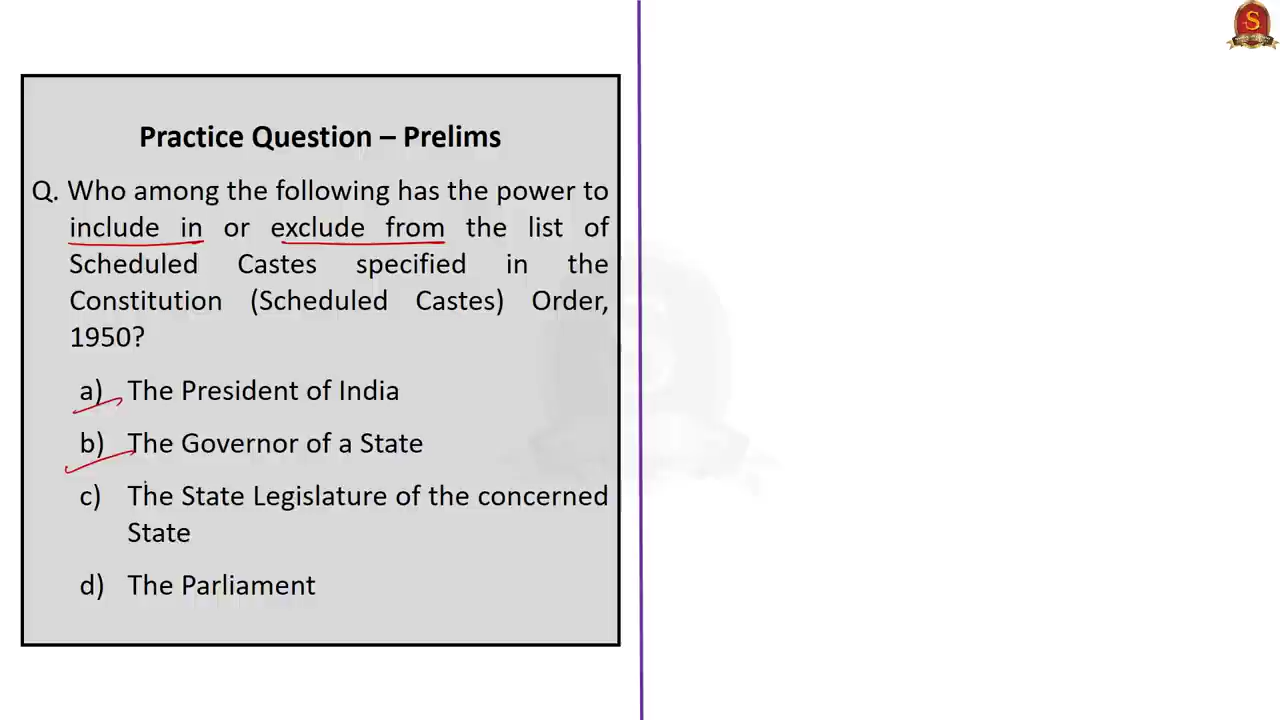 S
Practice Question – Prelims
Q. Who among the following has the power to
include in or exclude from the list of
Scheduled Castes specified in the
Constitution (Scheduled Castes) Order,
1950?
a) The President of India
b) The Governor of a State
c) The State Legislature of the concerned
State
d) The Parliament